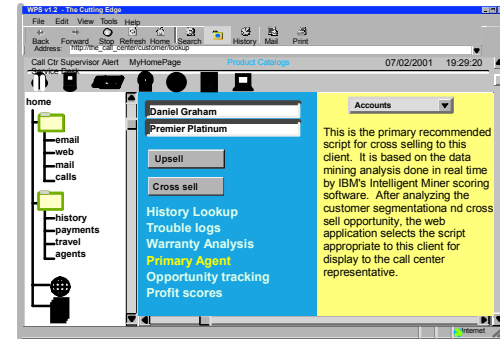 WPS v1.2 - The Cutting Edge
File Edit View Tools Help
Back Forward Stop Refresh Home Search History Mail Print
Address: http://the_call_center/customer/lookup
Call Ctr Supervisor Alert MyHomePage Product Catalogs 07/02/2001 19:29:20
Service Desk
home
email
web
mail
calls
history
payments
travel
agents
Daniel Graham
Premier Platinum
Upsell
Cross sell
History Lookup
Trouble logs
Warranty Analysis
Primary Agent
Opportunity tracking
Profit scores
Accounts
This is the primary recommended
script for cross selling to this
client. It is based on the data
mining analysis done in real time
by IBM's Intelligent Miner scoring
software. After analyzing the
customer segmentationa nd cross
sell opportunity, the web
application selects the script
appropriate to this client for
display to the call center
representative.
Internet